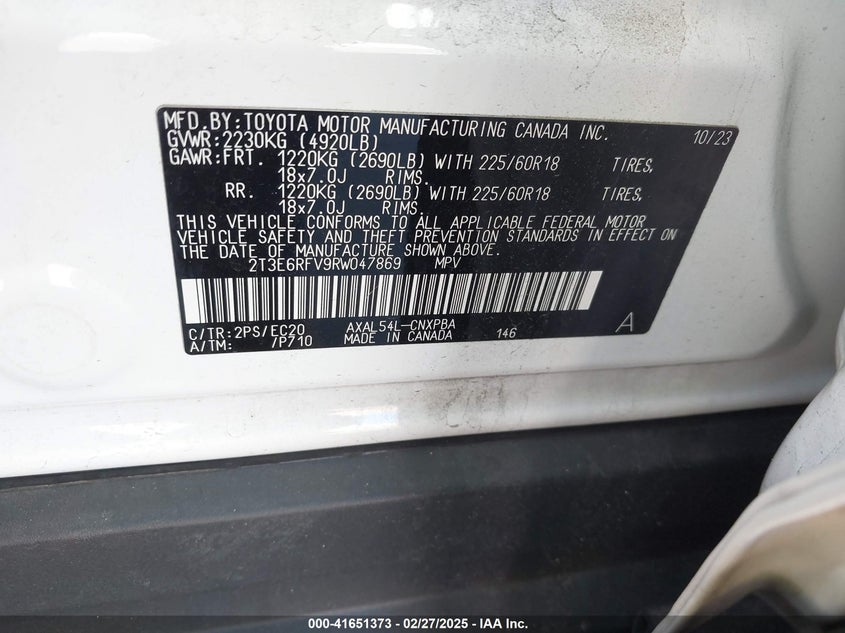 MFD.BY:TOYOTA MOTOR MANUFACTURING CANADA INC. 10/23
GVWR:2230KG (4920LB)
GAWR:FRT. 1220KG (2690LB) WITH 225/60R18 TIRES,
18x7.0J RIMS.
RR. 1220KG (2690LB) WITH 225/60R18 TIRES,
18x7.0J RIMS.
THIS VEHICLE CONFORMS TO ALL APPLICABLE FEDERAL MOTOR
VEHICLE SAFETY AND THEFT PREVENTION STANDARDS IN EFFECT ON
THE DATE OF MANUFACTURE SHOWN ABOVE.
2T3E6RFV9RW047869 MPV
C/TR:2PS/EC20 AXAL54L-CNXPBA A
A/TM: /P710 MADE IN CANADA 146
000-41651373 - 02/27/2025 - IAA Inc.